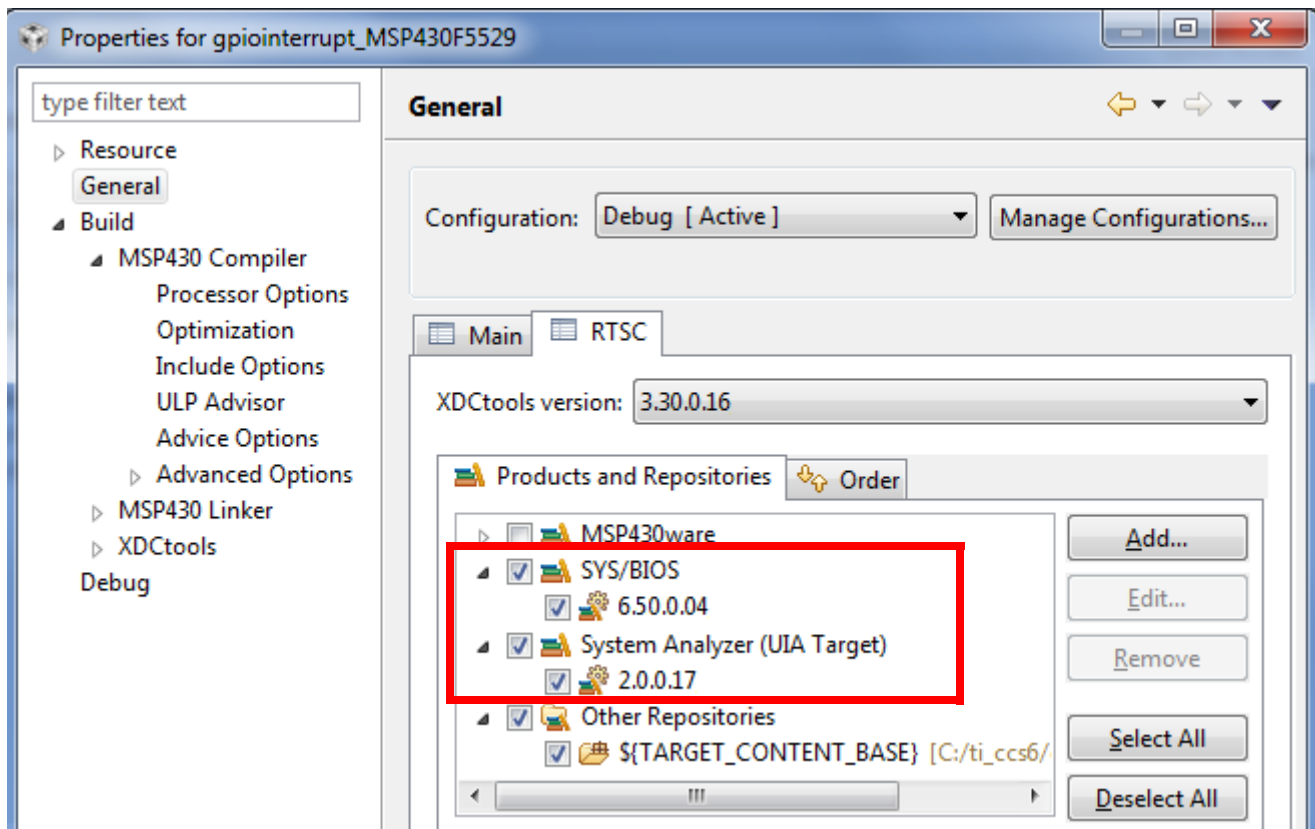 Properties for gpiointerrupt_MSP430F5529
type filter text
Resource
General
Build
MSP430 Compiler
Processor Options
Optimization
Include Options
ULP Advisor
Advice Options
Advanced Options
MSP430 Linker
XDCtools
Debug
General
Configuration: Debug [ Active ] Manage Configurations...
Main RTSC
XDCtools version: 3.30.0.16
Products and Repositories Order
MSP430ware
SYS/BIOS
6.50.0.04
System Analyzer (UIA Target)
2.0.0.17
Other Repositories
${TARGET_CONTENT_BASE} [C:/ti_ccs6/
Add...
Edit...
Remove
Select All
Deselect All